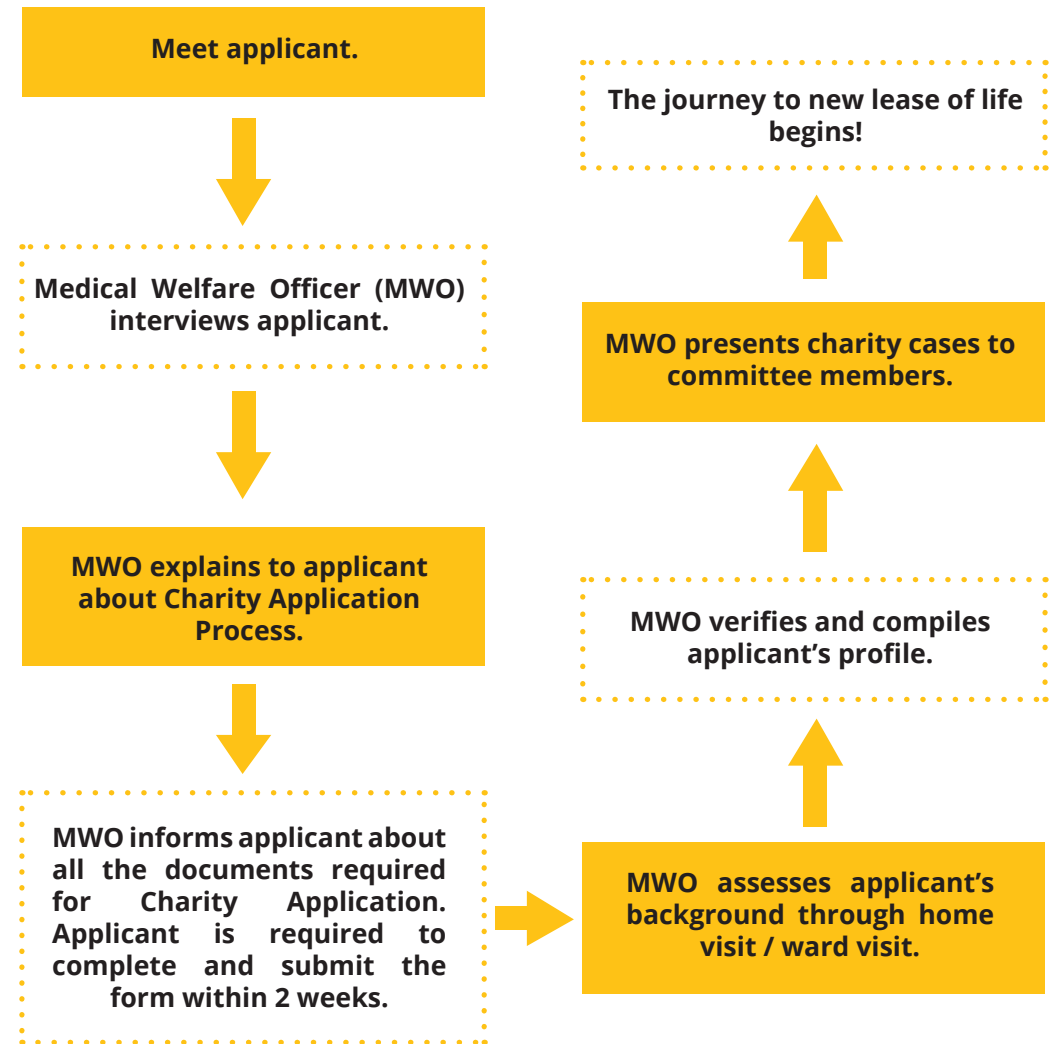 Meet applicant.
Medical Welfare Officer (MWO)
interviews applicant.
MWO explains to applicant
about Charity Application
Process.
MWO informs applicant about
all the documents required
for Charity Application.
Applicant is required to
complete and submit the
form within 2 weeks.
MWO assesses applicant’s
background through home
visit / ward visit.
MWO verifies and compiles
applicant’s profile.
MWO presents charity cases to
committee members.
The journey to new lease of life
begins!